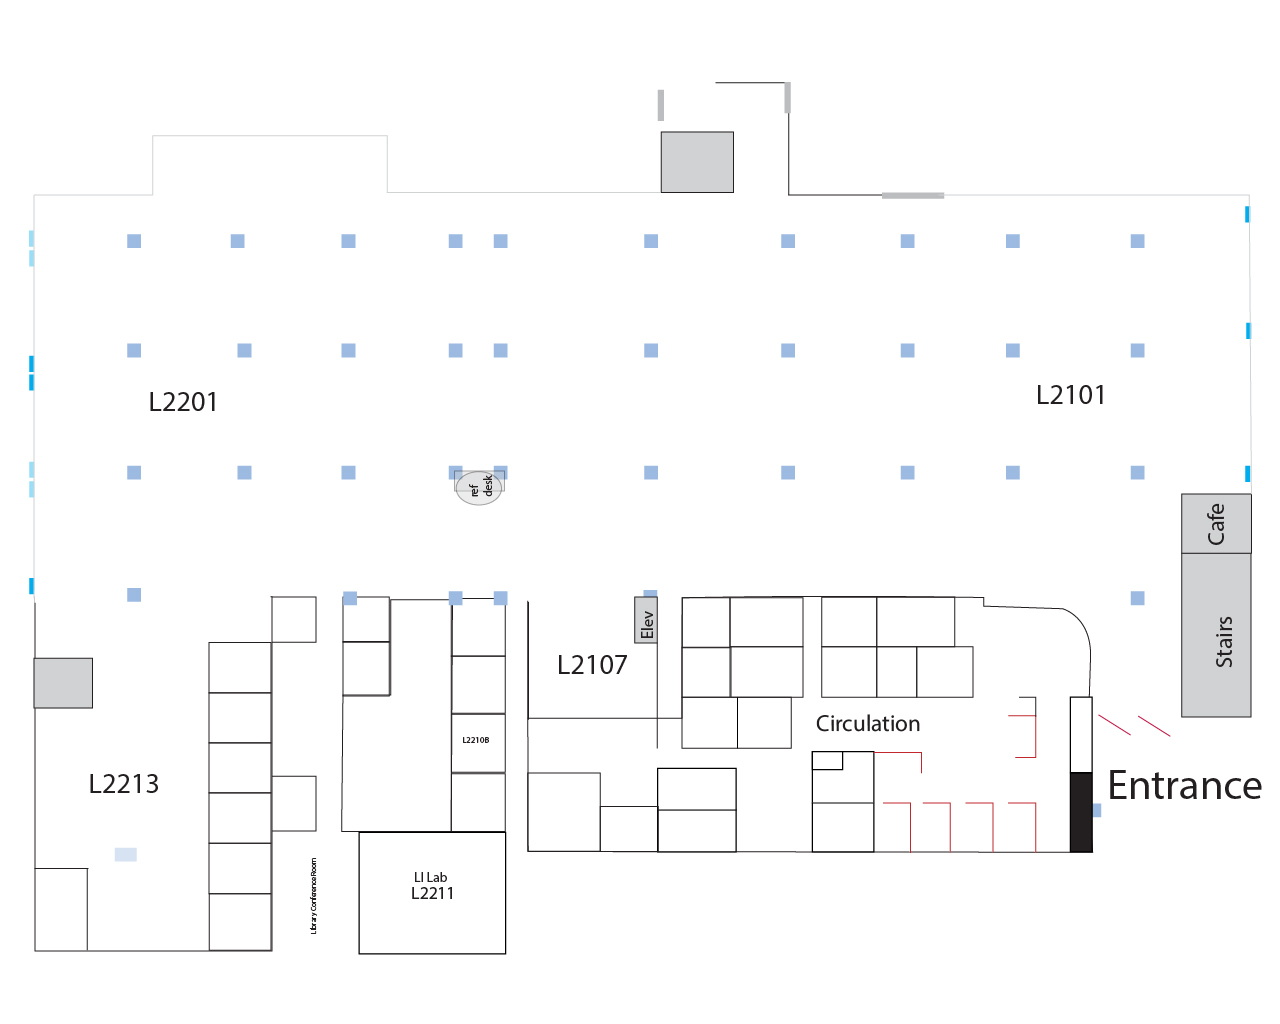 L2201
L2101
ref
desk
Cafe
Stairs
Elev
L2107
Circulation
L2210B
L2213
Entrance
Library Conference Room
LI Lab
L2211